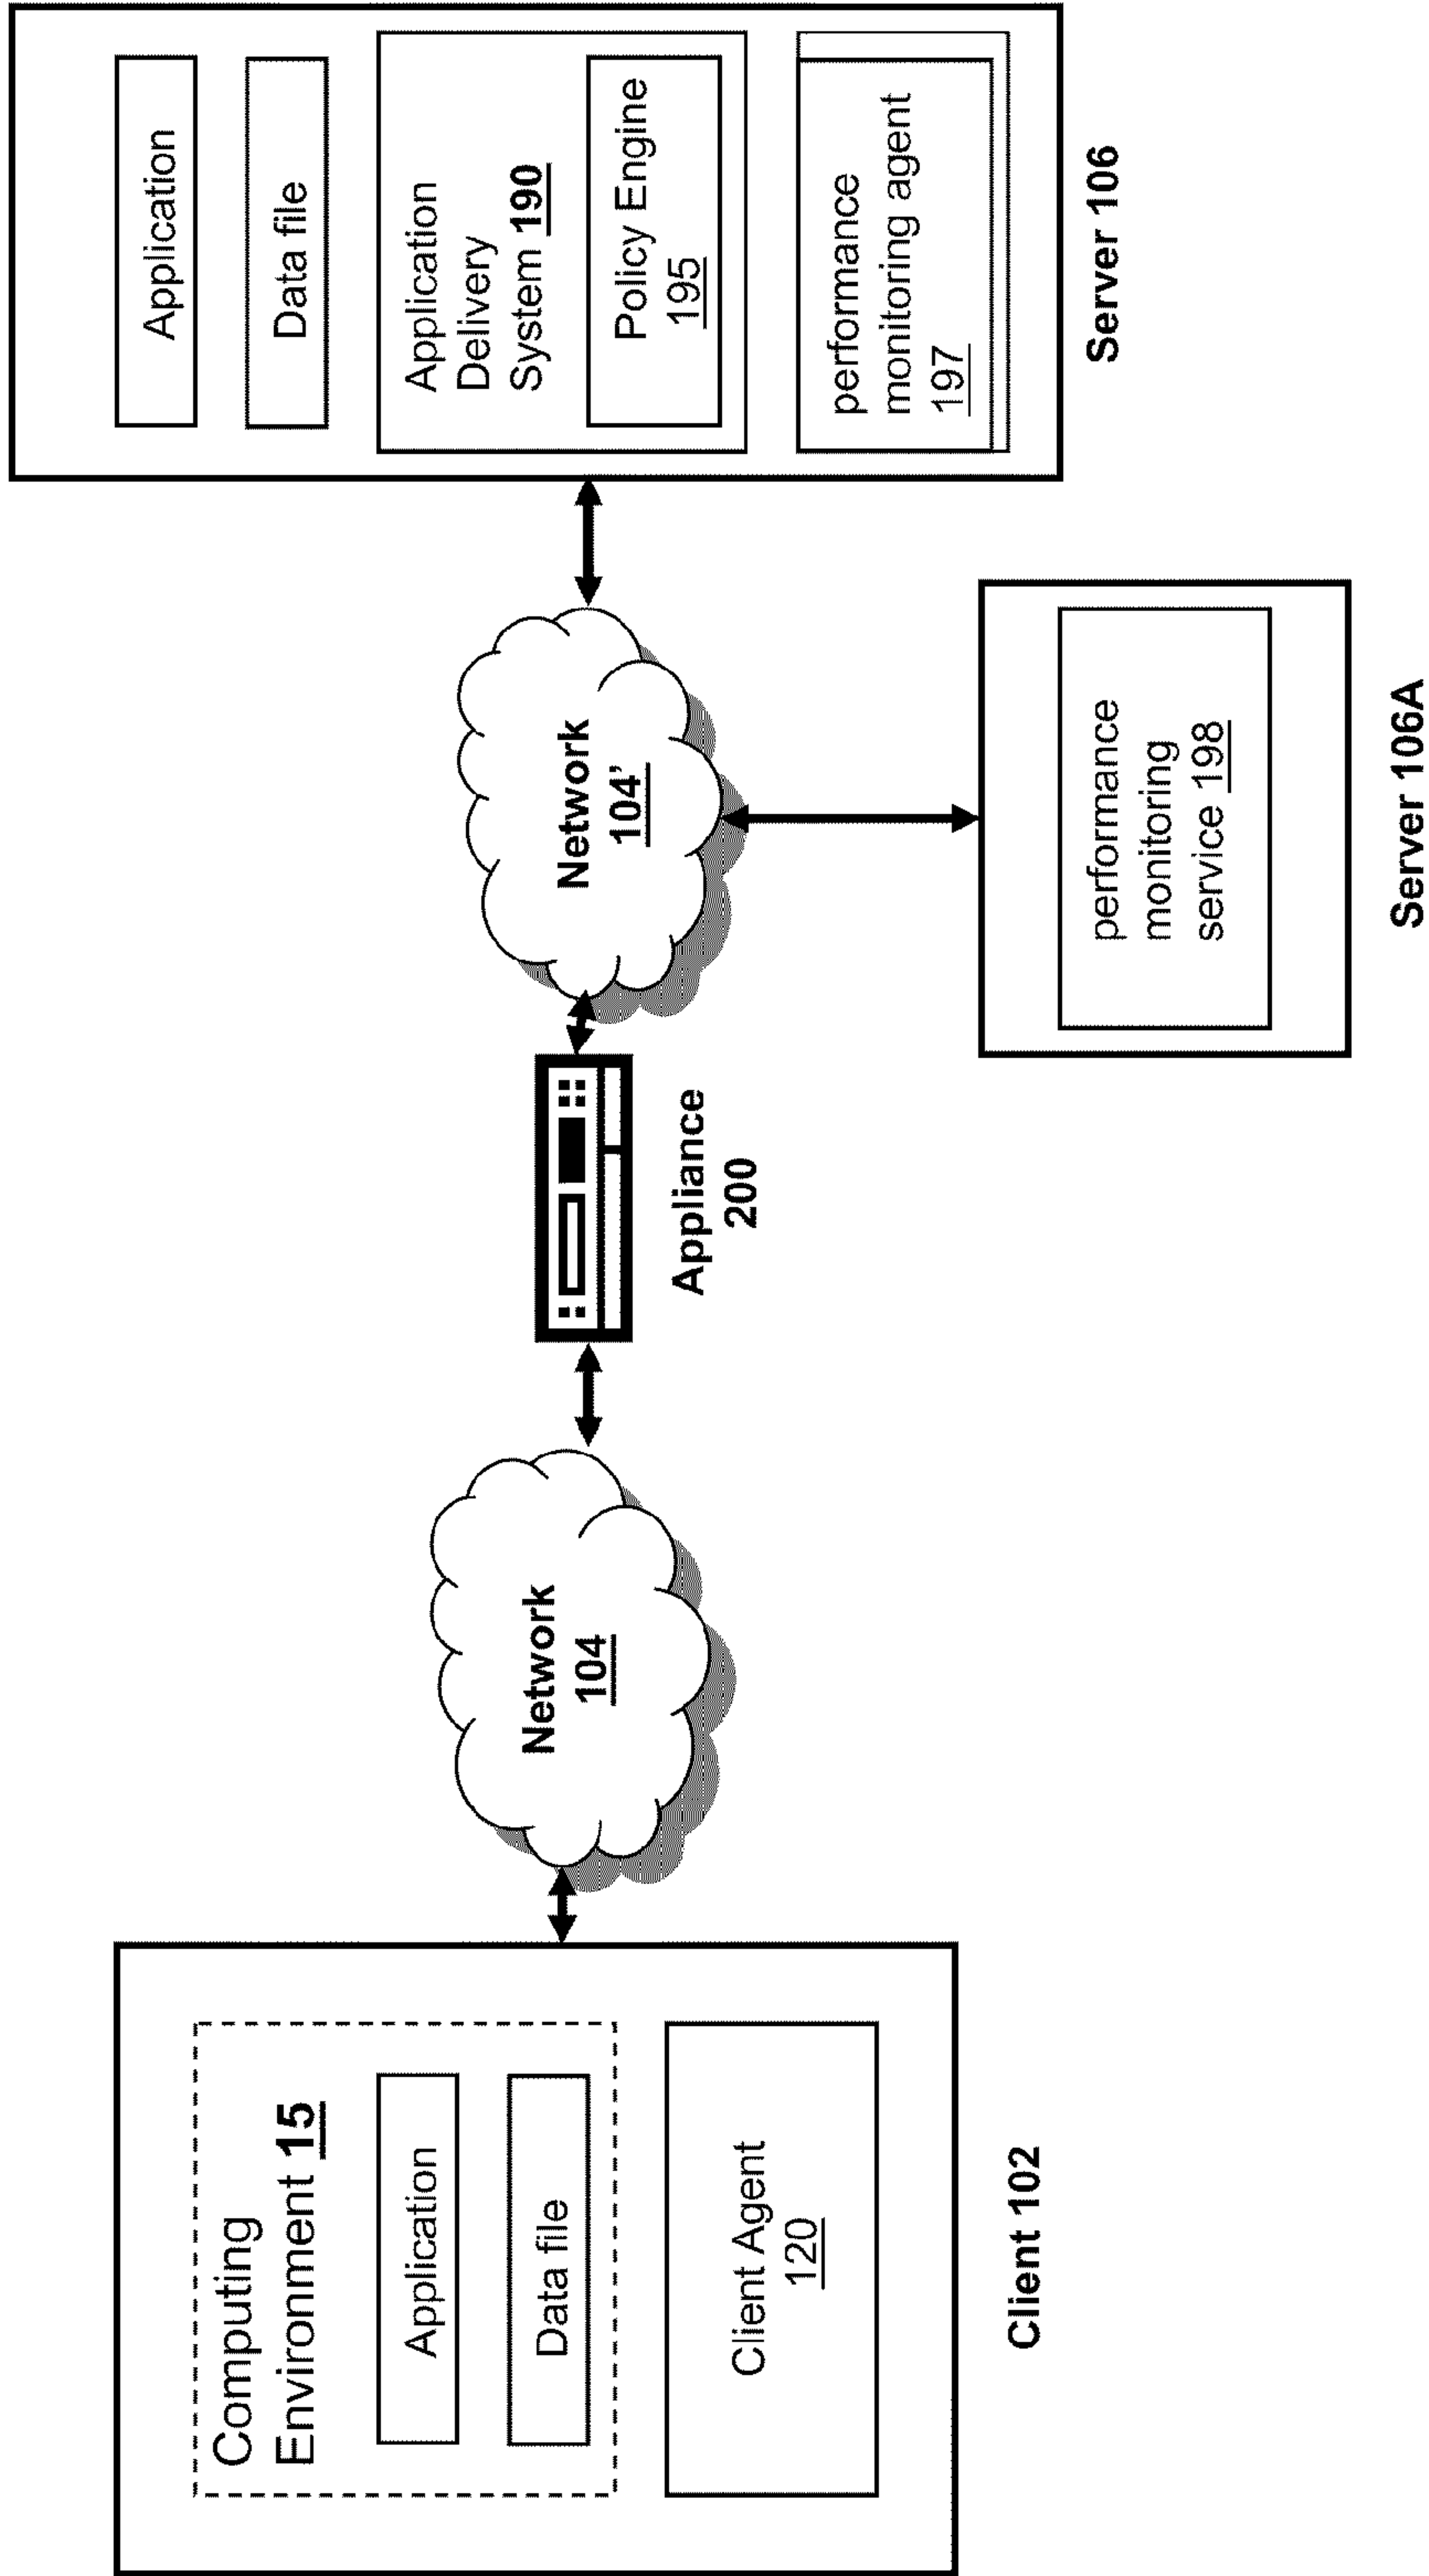 Computing
Environment 15
Application
Data file
Client Agent
120
Client 102
Network
104
Appliance
200
Network
104'
performance
monitoring
service 198
Server 106A
Application
Data file
Application
Delivery
System 190
Policy Engine
195
performance
monitoring agent
197
Server 106